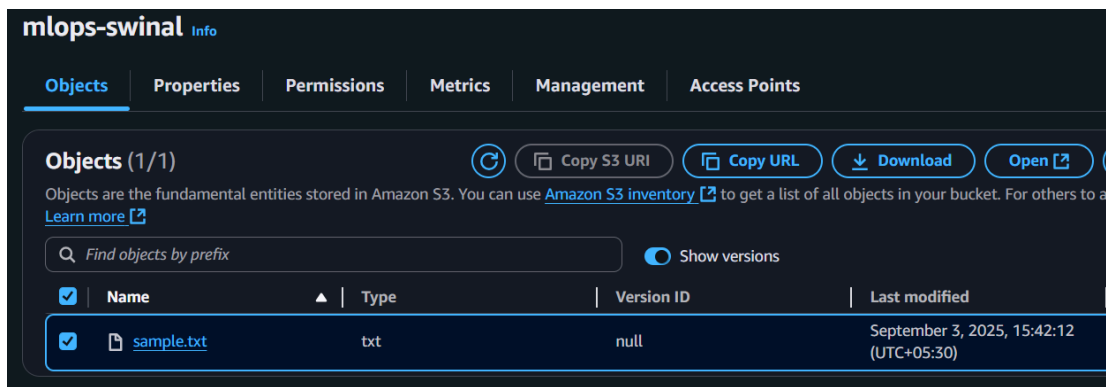 mlops-swinal Info
Objects Properties Permissions Metrics Management Access Points
Objects (1/1) Copy S3 URI Copy URL Download Open
Objects are the fundamental entities stored in Amazon S3. You can use Amazon S3 inventory to get a list of all objects in your bucket. For others to a
Learn more
Find objects by prefix Show versions
Name Type Version ID Last modified
sample.txt txt null September 3, 2025, 15:42:12
(UTC+05:30)